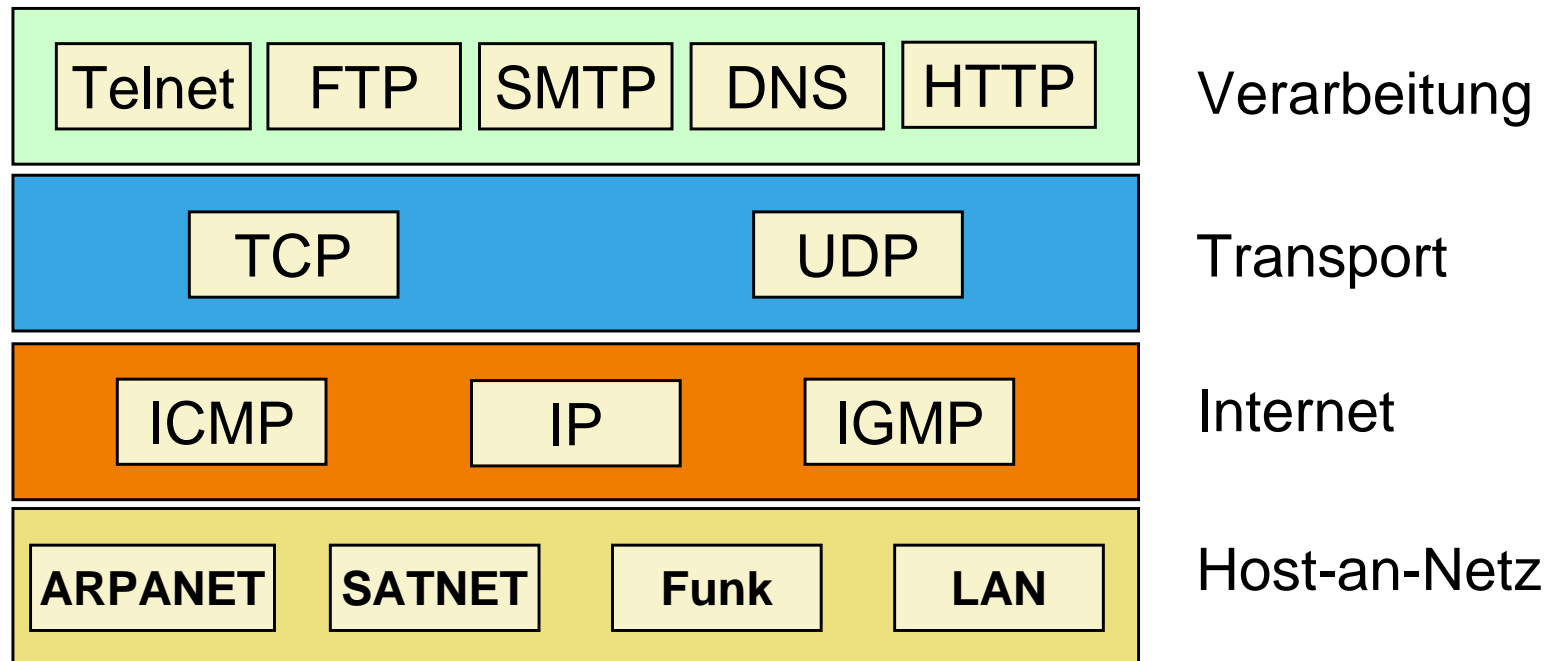 Telnet FTP SMTP DNS HTTP Verarbeitung
TCP UDP Transport
ICMP IP IGMP Internet
ARPANET SATNET Funk LAN Host-an-Netz